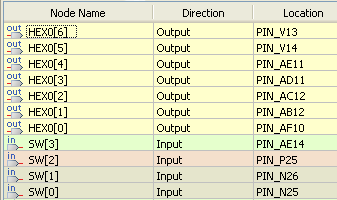 Node Name Direction Location
out HEX0[6] Output PIN_V13
out HEX0[5] Output PIN_V14
out HEX0[4] Output PIN_AE11
out HEX0[3] Output PIN_AD11
out HEX0[2] Output PIN_AC12
out HEX0[1] Output PIN_AB12
out HEX0[0] Output PIN_AF10
in SW[3] Input PIN_AE14
in SW[2] Input PIN_P25
in SW[1] Input PIN_N26
in SW[0] Input PIN_N25